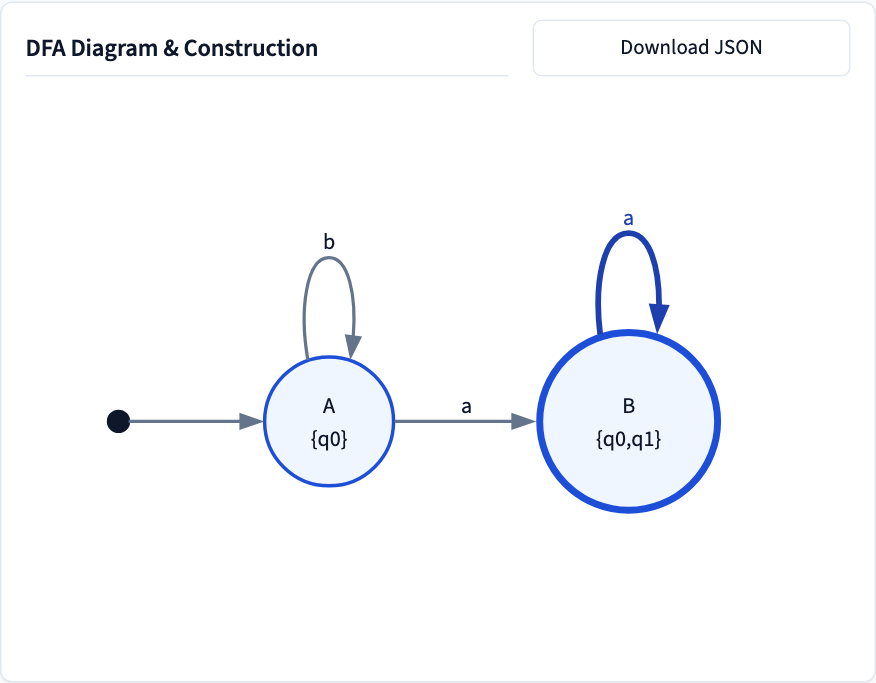 DFA Diagram & Construction
Download JSON
a
b
A
{q0}
a
B
{q0,q1}